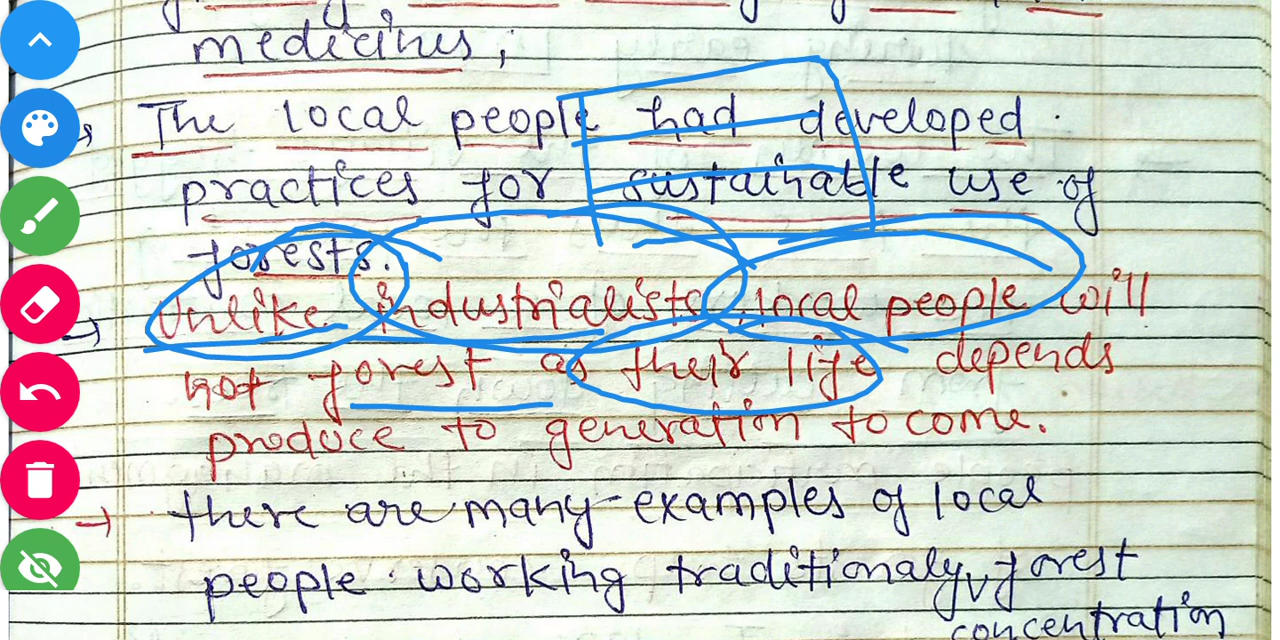 medicines;
The local people had developed.
practices for sustainable use of
forests.
Unlike industrialists, local people will
not forest as their life depends
produce to generation to come.
there are many examples of local
people working traditionaly, forest
concentration